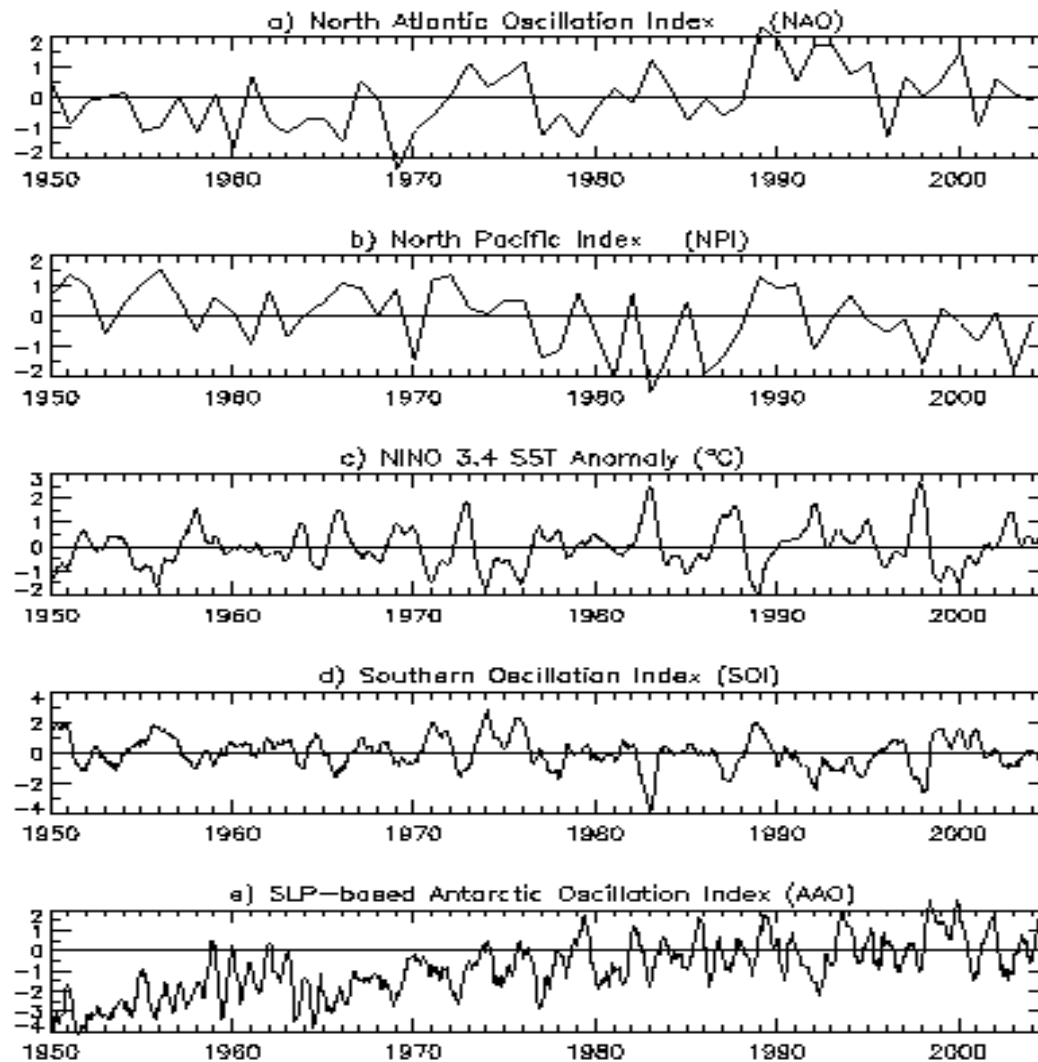 a) North Atlantic Oscillation Index (NAO)
2
1
0
-1
-2
1950 1960 1970 1980 1990 2000
b) North Pacific Index (NPI)
2
1
0
-1
-2
1950 1960 1970 1980 1990 2000
c) NINO 3.4 SST Anomaly (°C)
3
2
1
0
-1
-2
1950 1960 1970 1980 1990 2000
d) Southern Oscillation Index (SOI)
4
2
0
-2
-4
1950 1960 1970 1980 1990 2000
e) SLP-based Antarctic Oscillation Index (AAO)
2
1
0
-1
-2
-3
-4
1950 1960 1970 1980 1990 2000